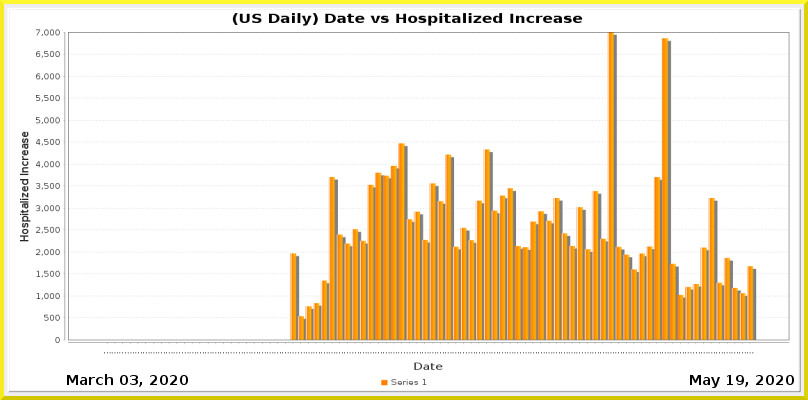 (US Daily) Date vs Hospitalized Increase
7,000
6,500
6,000
5,500
5,000
4,500
4,000
3,500
3,000
2,500
2,000
1,500
1,000
500
0
Hospitalized Increase
Date
March 03, 2020
May 19, 2020
Series 1